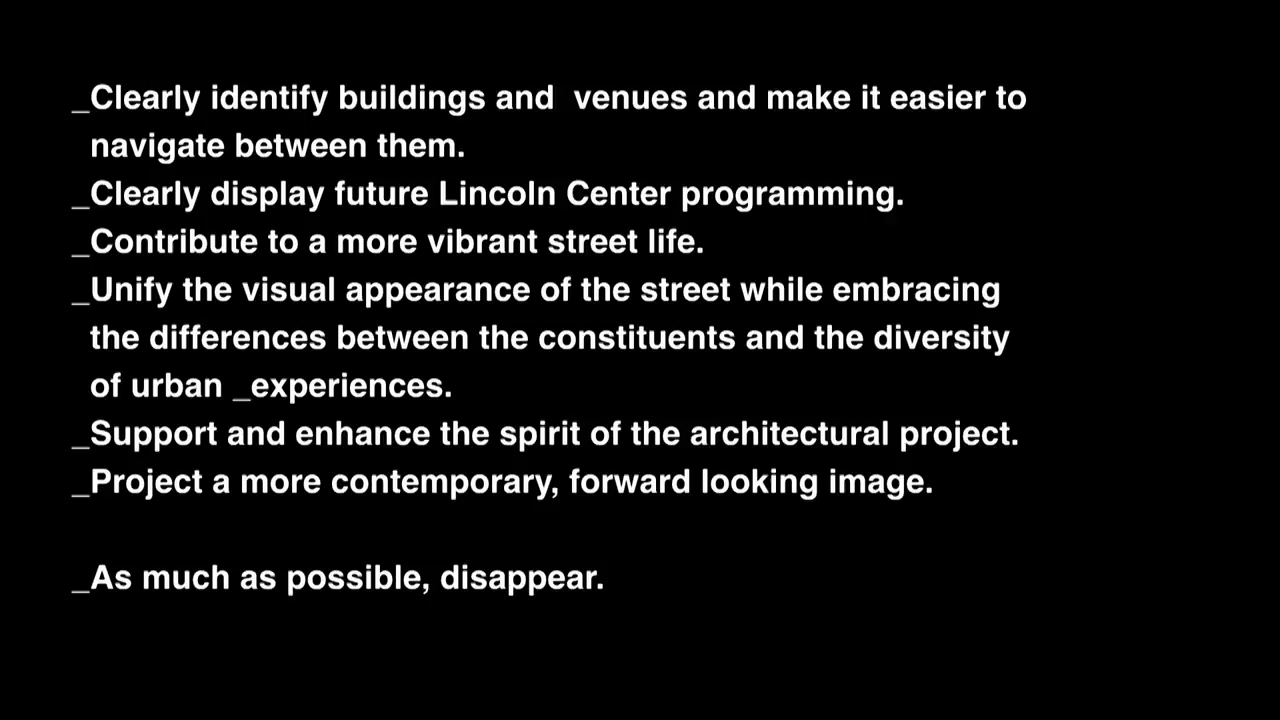 _Clearly identify buildings and  venues and make it easier to
navigate between them.
_Clearly display future Lincoln Center programming.
_Contribute to a more vibrant street life.
_Unify the visual appearance of the street while embracing
the differences between the constituents and the diversity
of urban _experiences.
_Support and enhance the spirit of the architectural project.
_Project a more contemporary, forward looking image.
_As much as possible, disappear.